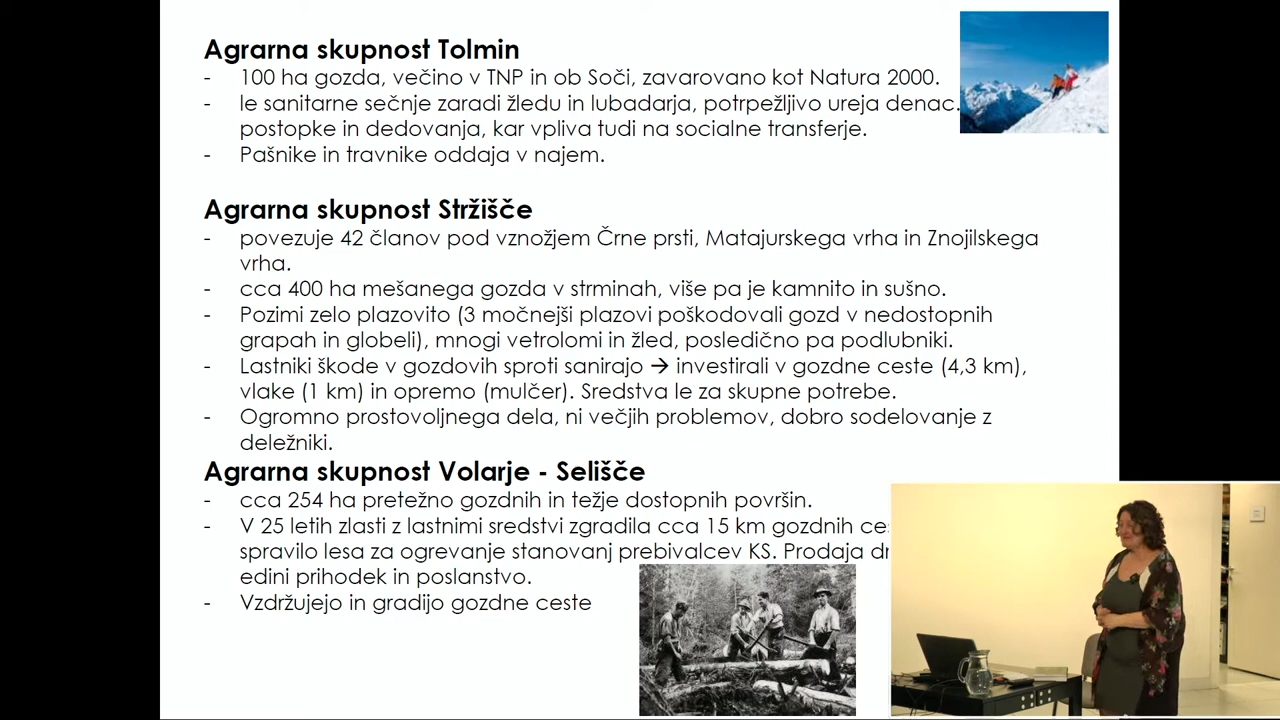 Agrarna skupnost Tolmin
- 100 ha gozda, večino v TNP in ob Soči, zavarovano kot Natura 2000.
- le sanitarne sečnje zaradi žledu in lubadarja, potrpežljivo ureja denac.
postopke in dedovanja, kar vpliva tudi na socialne transferje.
- Pašnike in travnike oddaja v najem.
Agrarna skupnost Stržišče
- povezuje 42 članov pod vznožjem Črne prsti, Matajurskega vrha in Znojilskega
vrha.
- cca 400 ha mešanega gozda v strminah, više pa je kamnito in sušno.
- Pozimi zelo plazovito (3 močnejši plazovi poškodovali gozd v nedostopnih
grapah in globeli), mnogi vetrolomi in žled, posledično pa podlubniki.
- Lastniki škode v gozdovih sproti sanirajo → investirali v gozdne ceste (4,3 km),
vlake (1 km) in opremo (mulčer). Sredstva le za skupne potrebe.
- Ogromno prostovoljnega dela, ni večjih problemov, dobro sodelovanje z
deležniki.
Agrarna skupnost Volarje - Selišče
- cca 254 ha pretežno gozdnih in težje dostopnih površin.
- V 25 letih zlasti z lastnimi sredstvi zgradila cca 15 km gozdnih
spravilo lesa za ogrevanje stanovanj prebivalcev KS. Prodaja
edini prihodek in poslanstvo.
- Vzdržujejo in gradijo gozdne ceste